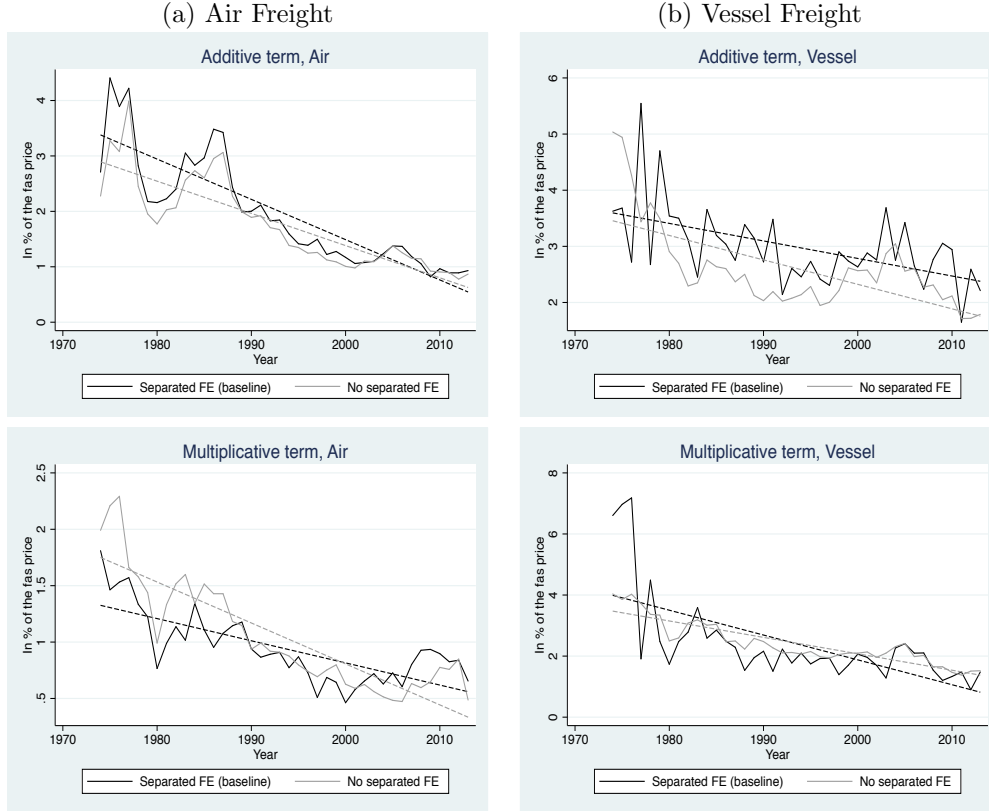 (a) Air Freight
(b) Vessel Freight
Additive term, Air
In % of the fas price
0
1
2
3
4
1970
1980
1990
2000
2010
Year
Separated FE (baseline)
No separated FE
Additive term, Vessel
In % of the fas price
2
3
4
5
6
1970
1980
1990
2000
2010
Year
Separated FE (baseline)
No separated FE
Multiplicative term, Air
In % of the fas price
.5
1
1.5
2
2.5
1970
1980
1990
2000
2010
Year
Separated FE (baseline)
No separated FE
Multiplicative term, Vessel
In % of the fas price
0
2
4
6
8
1970
1980
1990
2000
2010
Year
Separated FE (baseline)
No separated FE